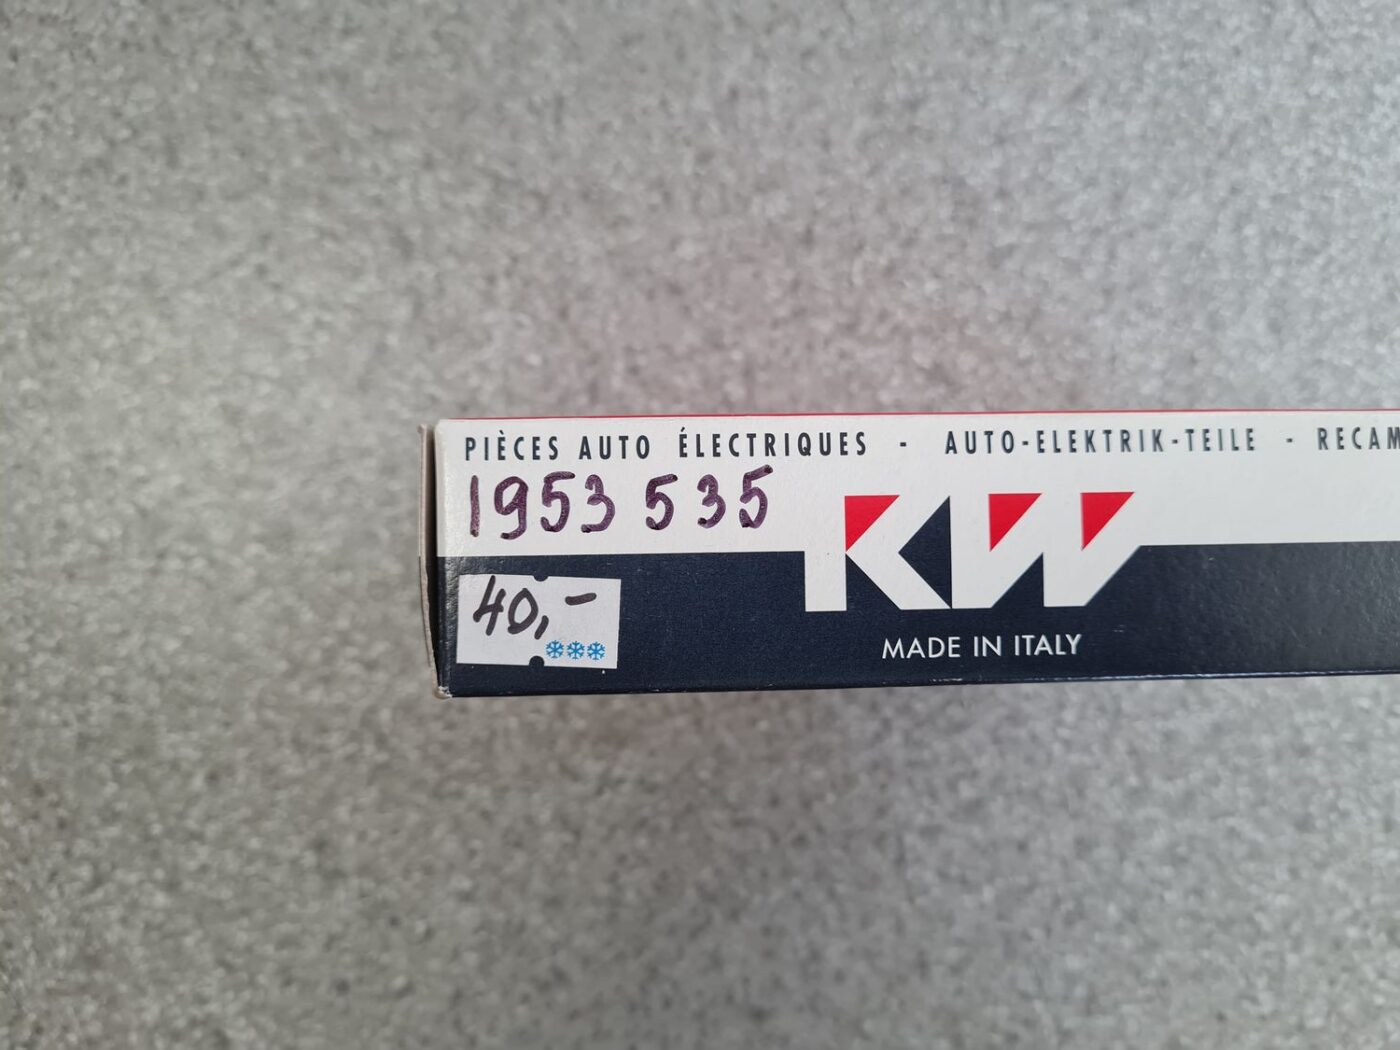 PIÈCES AUTO ÉLECTRIQUES - AUTO-ELEKTRIK-TEILE - RECAM
1953 535
KW
40,-
MADE IN ITALY